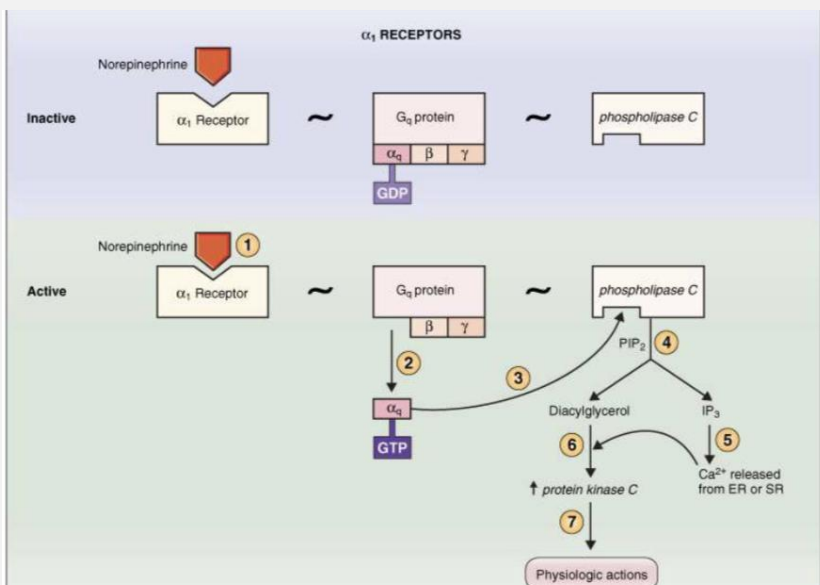 α₁ RECEPTORS
Norepinephrine
Inactive
α₁ Receptor
~
Gq protein
~
phospholipase C
αq β γ
GDP
Norepinephrine
1
Active
α₁ Receptor
~
Gq protein
~
phospholipase C
β γ
2
PIP₂
4
3
αq
GTP
Diacylglycerol
IP₃
6
5
Ca²⁺ released
from ER or SR
↑ protein kinase C
7
Physiologic actions